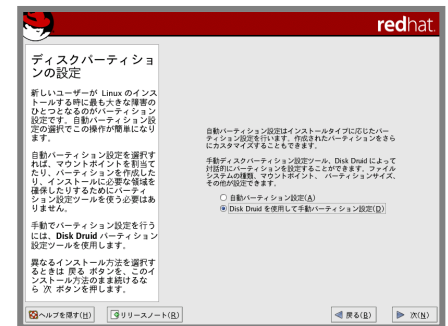 redhat.
ディスクパーティショ
ンの設定
新しいユーザーが Linux のインス
トールする時に最も大きな障害の
ひとつとなるのがパーティション
設定です。自動パーティション設
定の選択でこの操作が簡単になり
ます。
自動パーティション設定を選択す
れば、マウントポイントを割当て
たり、パーティションを作成した
り、インストールに必要な領域を
確保したりするためにパーティ
ション設定ツールを使う必要はあ
りません。
手動でパーティション設定を行う
には、Disk Druid パーティション
設定ツールを使用します。
異なるインストール方法を選択す
るときは 戻る ボタンを、このイ
ンストール方法のまま続けるな
ら 次 ボタンを押します。
自動パーティション設定はインストールタイプに応じたパー
ティション設定を行います。作成されたパーティションをさら
にカスタマイズすることもできます。
手動ディスクパーティション設定ツール、Disk Druid によって
対話的にパーティションを設定することができます。ファイル
システムの種類、マウントポイント、 パーティションサイズ、
その他が設定できます。
自動パーティション設定(A)
Disk Druid を使用して手動パーティション設定(D)
ヘルプを隠す(H)
リリースノート(R)
戻る(B)
次(N)